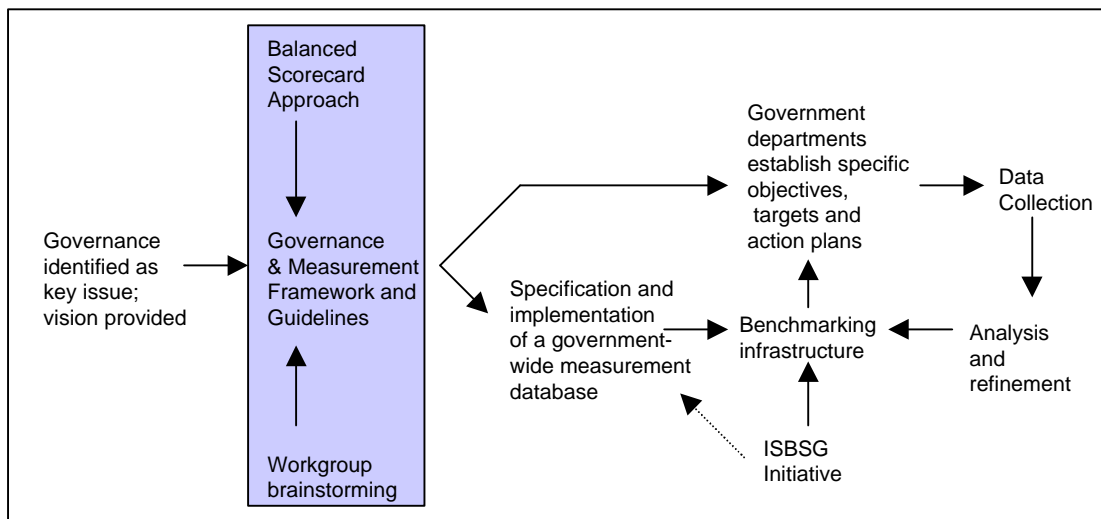 Balanced
Scorecard
Approach
Governance
identified as
key issue;
vision provided
Governance
& Measurement
Framework and
Guidelines
Workgroup
brainstorming
Government
departments
establish specific
objectives,
targets and
action plans
Data
Collection
Specification and
implementation
of a government-
wide measurement
database
Benchmarking
infrastructure
Analysis
and
refinement
ISBSG
Initiative